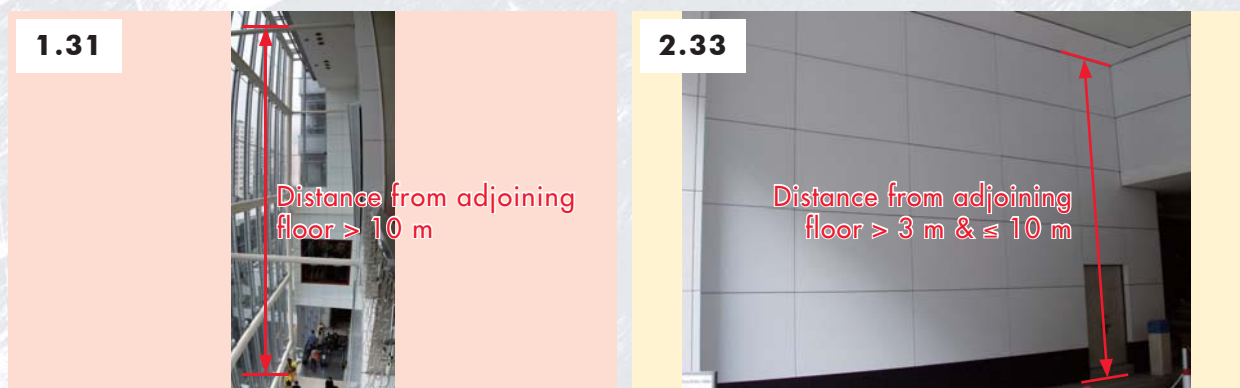 1.31
Distance from adjoining
floor > 10 m
2.33
Distance from adjoining
floor > 3 m & ≤ 10 m